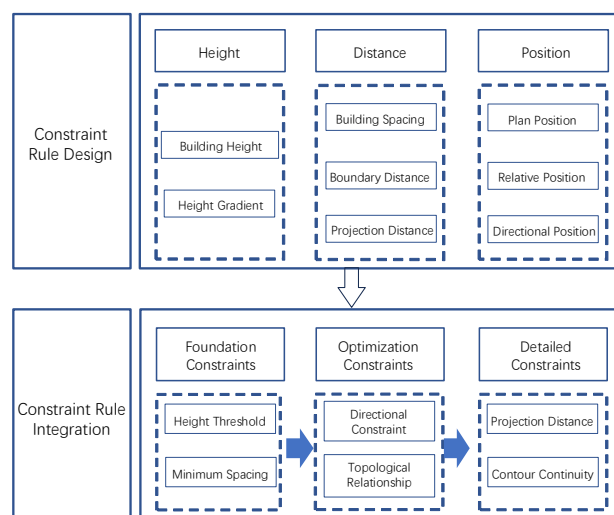 Constraint
Rule Design
Height
Distance
Position
Building Height
Height Gradient
Building Spacing
Boundary Distance
Projection Distance
Plan Position
Relative Position
Directional Position
Constraint Rule
Integration
Foundation
Constraints
Optimization
Constraints
Detailed
Constraints
Height Threshold
Minimum Spacing
Directional
Constraint
Topological
Relationship
Projection Distance
Contour Continuity